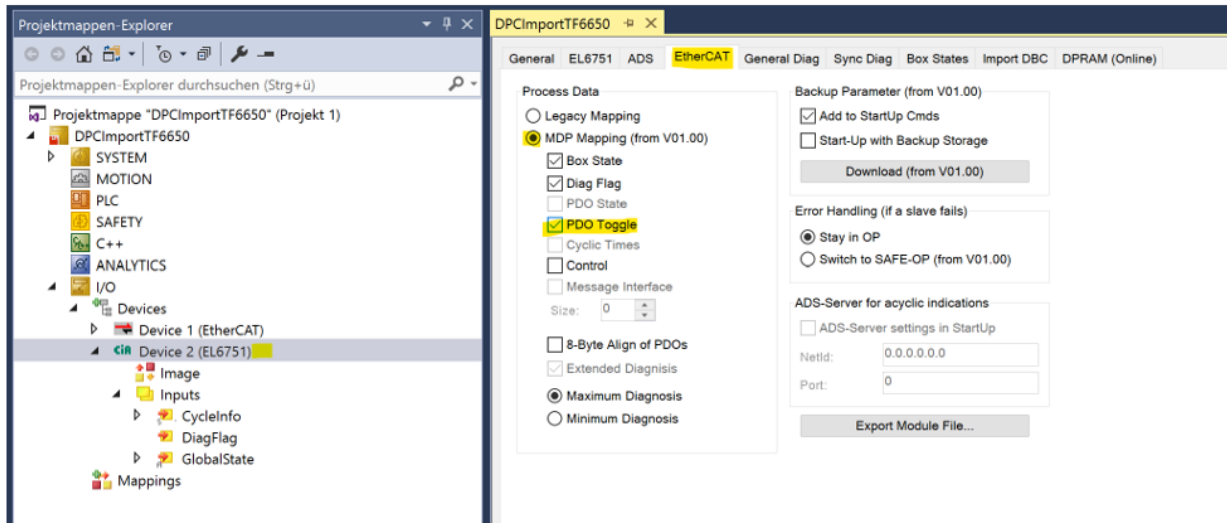 Projektmappen-Explorer
Projektmappen-Explorer durchsuchen (Strg+ü)
Projektmappe "DPCImportTF6650" (Projekt 1)
DPCImportTF6650
SYSTEM
MOTION
PLC
SAFETY
C++
ANALYTICS
I/O
Devices
Device 1 (EtherCAT)
CiA Device 2 (EL6751)
Image
Inputs
CycleInfo
DiagFlag
GlobalState
Mappings
DPCImportTF6650
General EL6751 ADS EtherCAT General Diag Sync Diag Box States Import DBC DPRAM (Online)
Process Data
Legacy Mapping
MDP Mapping (from V01.00)
Box State
Diag Flag
PDO State
PDO Toggle
Cyclic Times
Control
Message Interface
Size: 0
8-Byte Align of PDOs
Extended Diagnisis
Maximum Diagnosis
Minimum Diagnosis
Backup Parameter (from V01.00)
Add to StartUp Cmds
Start-Up with Backup Storage
Download (from V01.00)
Error Handling (if a slave fails)
Stay in OP
Switch to SAFE-OP (from V01.00)
ADS-Server for acyclic indications
ADS-Server settings in StartUp
NetId: 0.0.0.0.0.0
Port: 0
Export Module File...